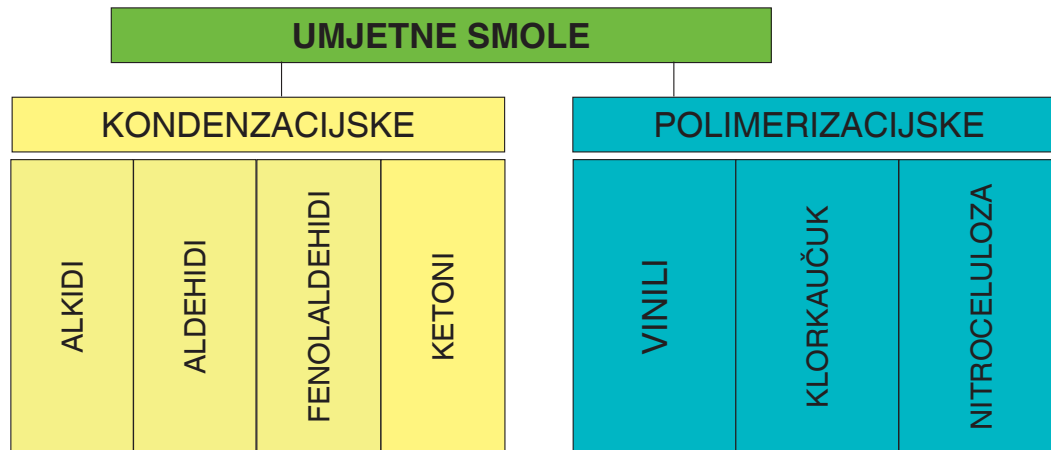 UMJETNE SMOLE
KONDENZACIJSKE
POLIMERIZACIJSKE
ALKIDI
ALDEHIDI
FENOLALDEHIDI
KETONI
VINILI
KLORKAUČUK
NITROCELULOZA